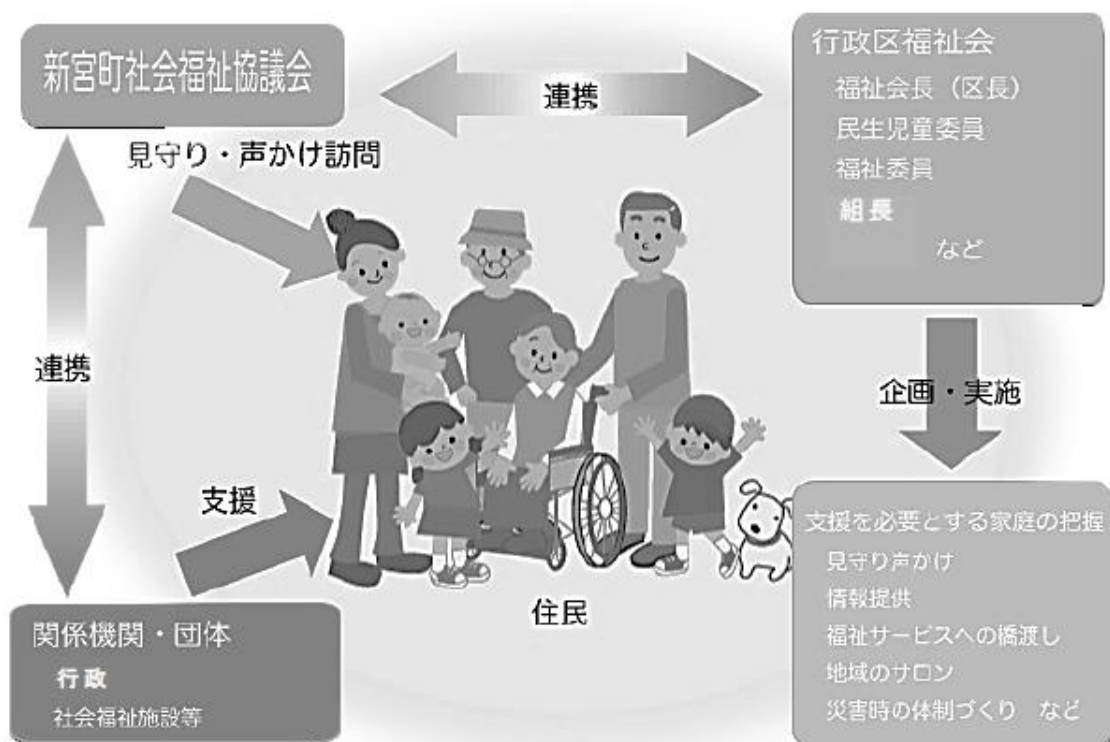 新宮町社会福祉協議会
連携
行政区福祉会
福祉会長（区長）
民生児童委員
福祉委員
組長
など
見守り・声かけ訪問
連携
企画・実施
支援
住民
関係機関・団体
行政
社会福祉施設等
支援を必要とする家庭の把握
見守り声かけ
情報提供
福祉サービスへの橋渡し
地域のサロン
災害時の体制づくり　など